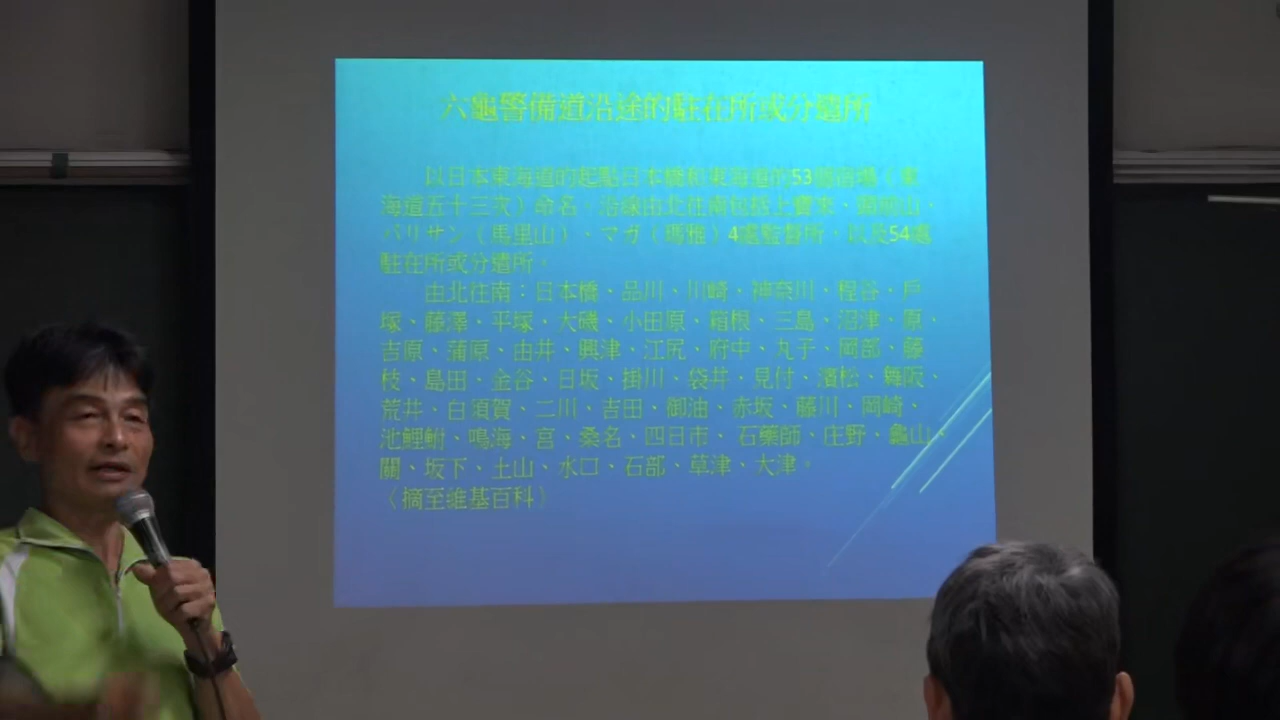 六龜警備道沿途的駐在所或分遣所
以日本東海道的起點日本橋和東海道的53個宿場（東
海道五十三次）命名。沿線由北往南包括上寶來、
バリサン（馬里山）、マガ（瑪雅）4處監督所，以及54處
駐在所或分遣所。
由北往南：日本橋、品川、川崎、神奈川、程谷、戶
塚、藤澤、平塚、大磯、小田原、箱根、三島、沼津、原、
吉原、蒲原、由井、興津、江尻、府中、丸子、岡部、藤
枝、島田、金谷、日坂、掛川、袋井、見付、濱松、舞阪、
荒井、白須賀、二川、吉田、御油、赤坂、藤川、岡崎、
池鯉鮒、鳴海、宮、桑名、四日市、石藥師、庄野、龜山、
關、坂下、土山、水口、石部、草津、大津。
（摘至維基百科）